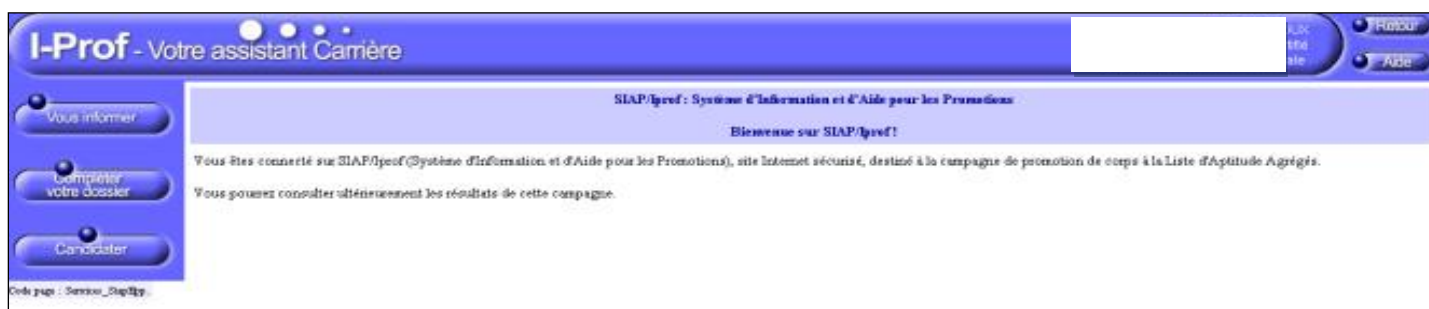 I-Prof - Votre assistant Carrière
Retour
Aide
Vous informer
Compléter
votre dossier
Candidater
SIAP/Iprof : Système d'Information et d'Aide pour les Promotions
Bienvenue sur SIAP/Iprof !
Vous êtes connecté sur SIAP/Iprof (Système d'Information et d'Aide pour les Promotions), site Internet sécurisé, destiné à la campagne de promotion de corps à la Liste d'Aptitude Agrégés.
Vous pourrez consulter ultérieurement les résultats de cette campagne.
Code page :